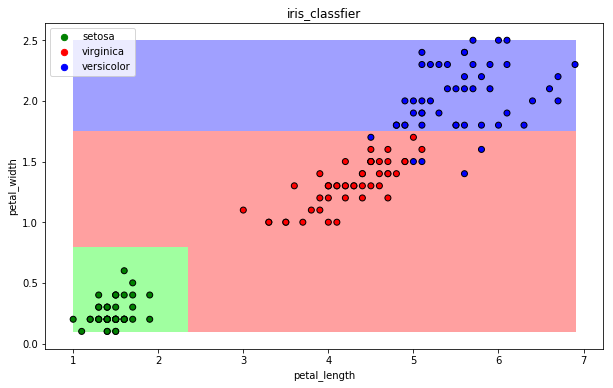 iris_classfier
setosa
virginica
versicolor
2.5
2.0
1.5
1.0
0.5
0.0
petal_width
1
2
3
4
5
6
7
petal_length